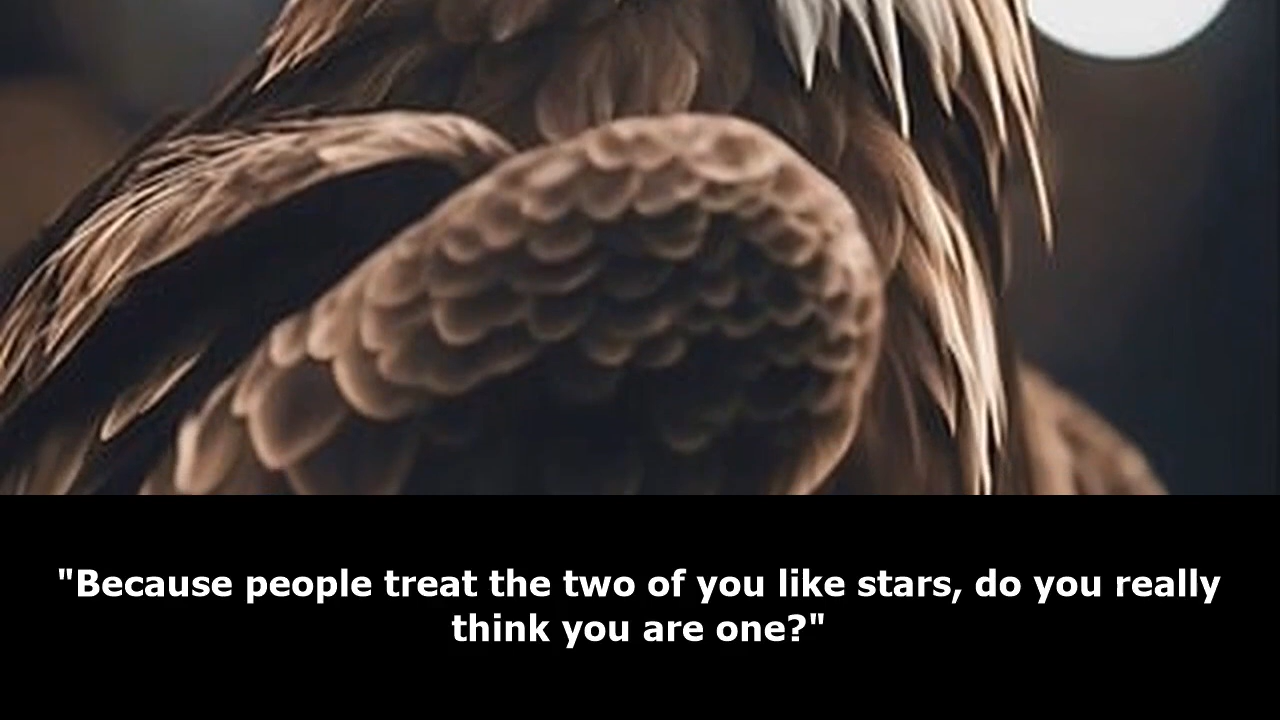 "Because people treat the two of you like stars, do you really
think you are one?"